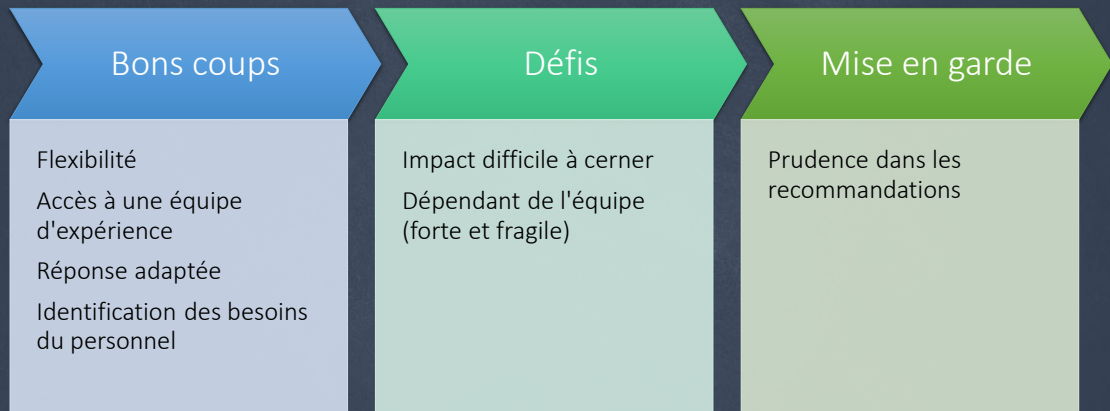 Bons coups
Flexibilité
Accès à une équipe
d'expérience
Réponse adaptée
Identification des besoins
du personnel
Défis
Impact difficile à cerner
Dépendant de l'équipe
(forte et fragile)
Mise en garde
Prudence dans les
recommandations